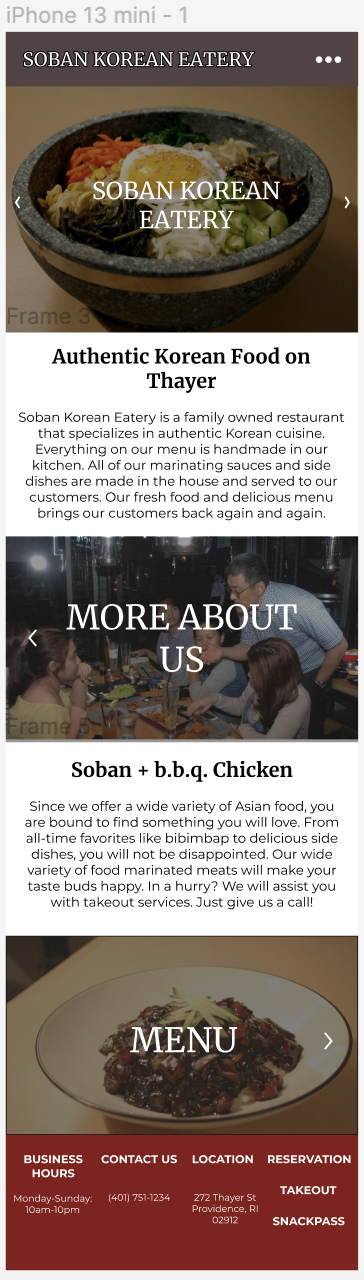 iPhone 13 mini - 1
SOBAN KOREAN EATERY
SOBAN KOREAN
EATERY
Frame 3
Authentic Korean Food on
Thayer
Soban Korean Eatery is a family owned restaurant
that specializes in authentic Korean cuisine.
Everything on our menu is handmade in our
kitchen. All of our marinating sauces and side
dishes are made in the house and served to our
customers. Our fresh food and delicious menu
brings our customers back again and again.
MORE ABOUT
US
Frame
Soban + b.b.q. Chicken
Since we offer a wide variety of Asian food, you
are bound to find something you will love. From
all-time favorites like bibimbap to delicious side
dishes, you will not be disappointed. Our wide
variety of food marinated meats will make your
taste buds happy. In a hurry? We will assist you
with takeout services. Just give us a call!
MENU
BUSINESS
HOURS
Monday-Sunday:
10am-10pm
CONTACT US
(401) 751-1234
LOCATION
272 Thayer St
Providence, RI
02912
RESERVATION
TAKEOUT
SNACKPASS